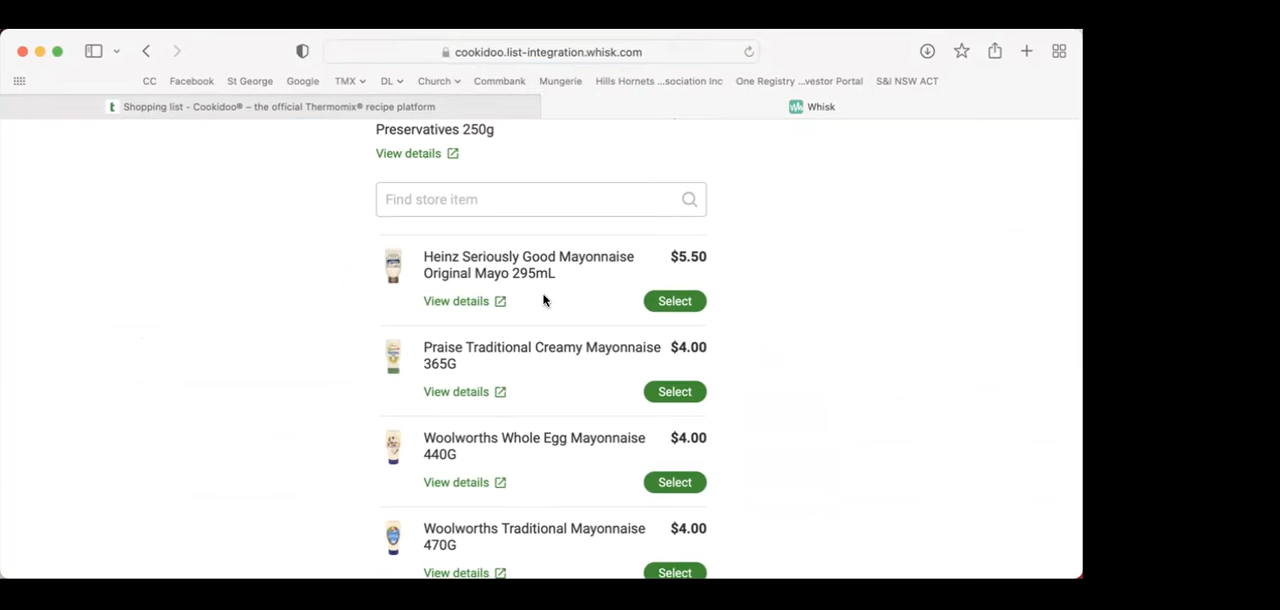 cookidoo.list-integration.whisk.com
CC Facebook St George Google TMX DL Church Commbank Mungerie Hills Hornets ...sociation Inc One Registry ...vestor Portal S&I NSW ACT
Shopping list - Cookidoo® – the official Thermomix® recipe platform
Whisk
Preservatives 250g
View details
Find store item
Heinz Seriously Good Mayonnaise $5.50
Original Mayo 295mL
View details Select
Praise Traditional Creamy Mayonnaise $4.00
365G
View details Select
Woolworths Whole Egg Mayonnaise $4.00
440G
View details Select
Woolworths Traditional Mayonnaise $4.00
470G
View details Select